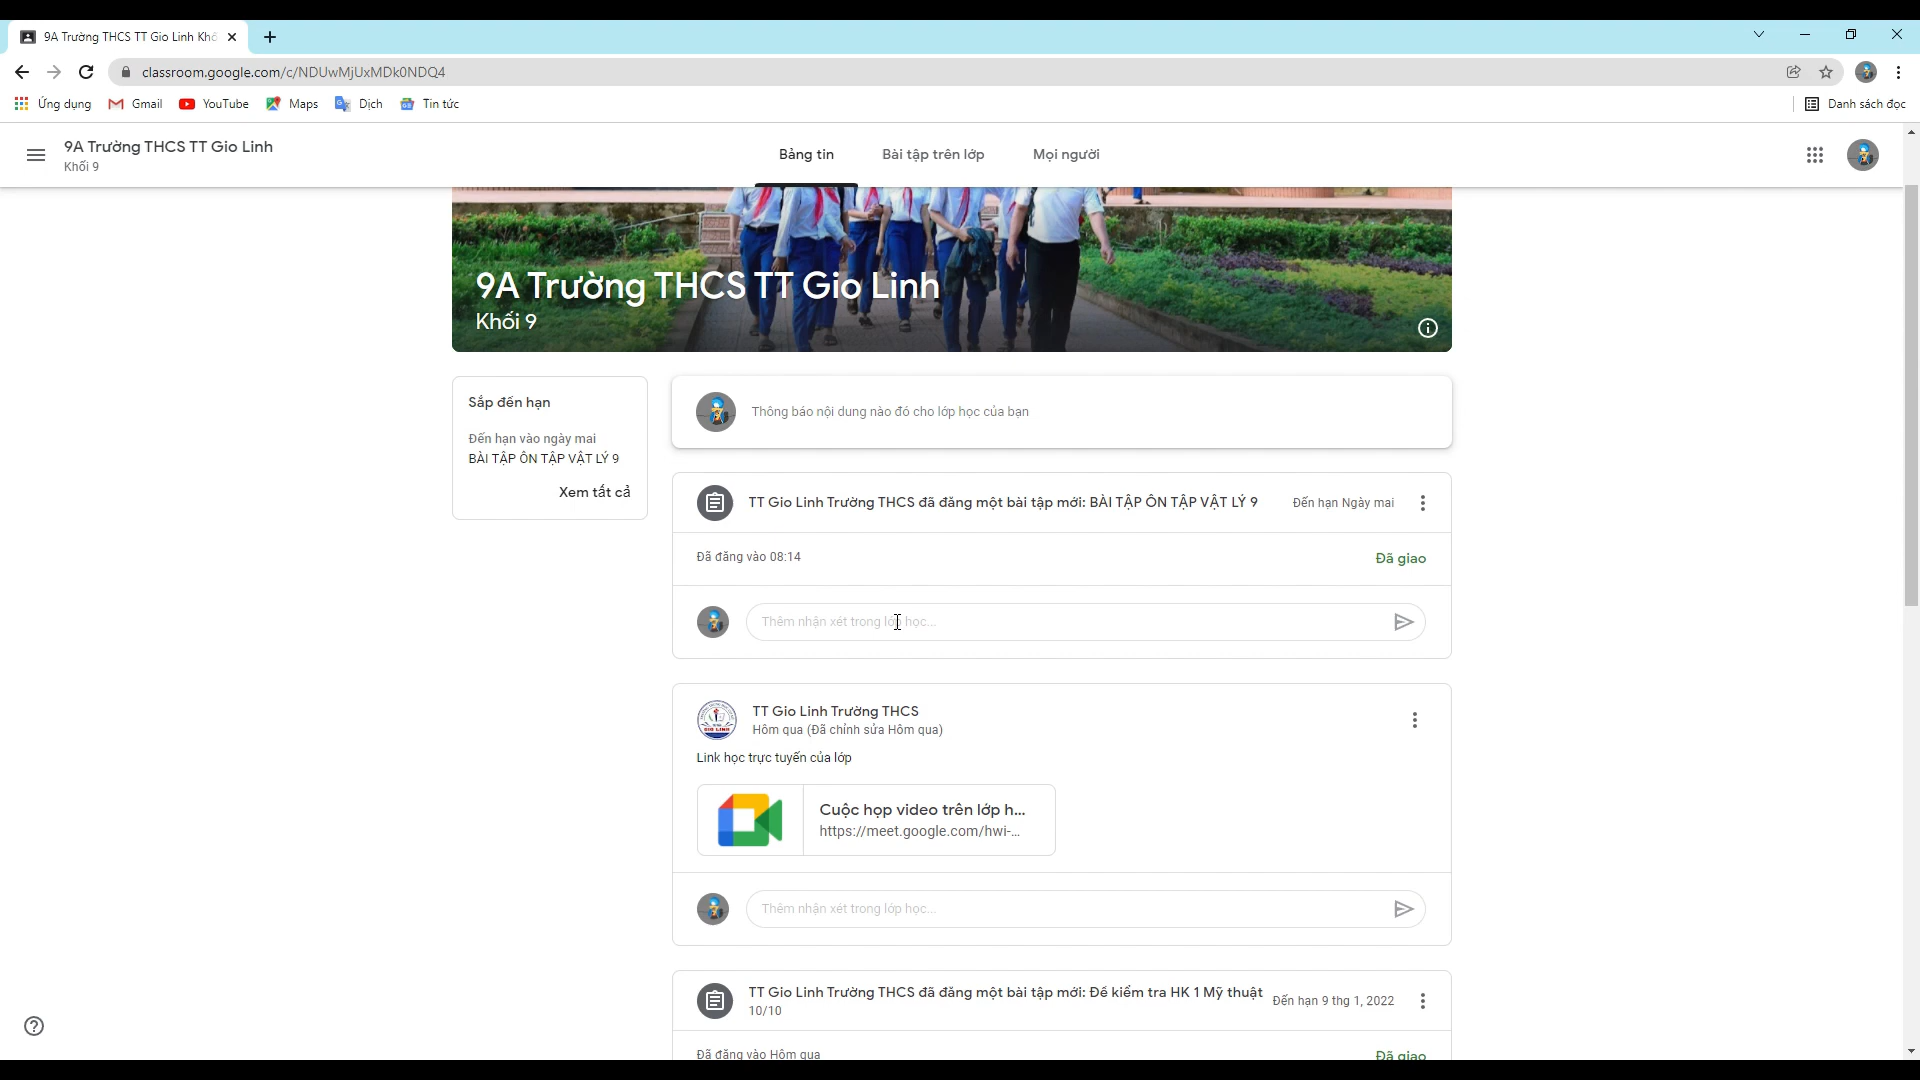 9A Trường THCS TT Gio Linh Khố
classroom.google.com/c/NDUwMjUxMDk0NDQ4
Ứng dụng
Gmail
YouTube
Maps
Dịch
Tin tức
Danh sách đọc
9A Trường THCS TT Gio Linh
Khối 9
Bảng tin
Bài tập trên lớp
Mọi người
9A Trường THCS TT Gio Linh
Khối 9
Sắp đến hạn
Đến hạn vào ngày mai
BÀI TẬP ÔN TẬP VẬT LÝ 9
Xem tất cả
Thông báo nội dung nào đó cho lớp học của bạn
TT Gio Linh Trường THCS đã đăng một bài tập mới: BÀI TẬP ÔN TẬP VẬT LÝ 9
Đến hạn Ngày mai
Đã đăng vào 08:14
Đã giao
Thêm nhận xét trong lớp học...
TT Gio Linh Trường THCS
Hôm qua (Đã chỉnh sửa Hôm qua)
Link học trực tuyến của lớp
Cuộc họp video trên lớp h...
https://meet.google.com/hwi-...
Thêm nhận xét trong lớp học...
TT Gio Linh Trường THCS đã đăng một bài tập mới: Đề kiểm tra HK 1 Mỹ thuật
10/10
Đến hạn 9 thg 1, 2022
Đã đăng vào Hôm qua
Đã giao